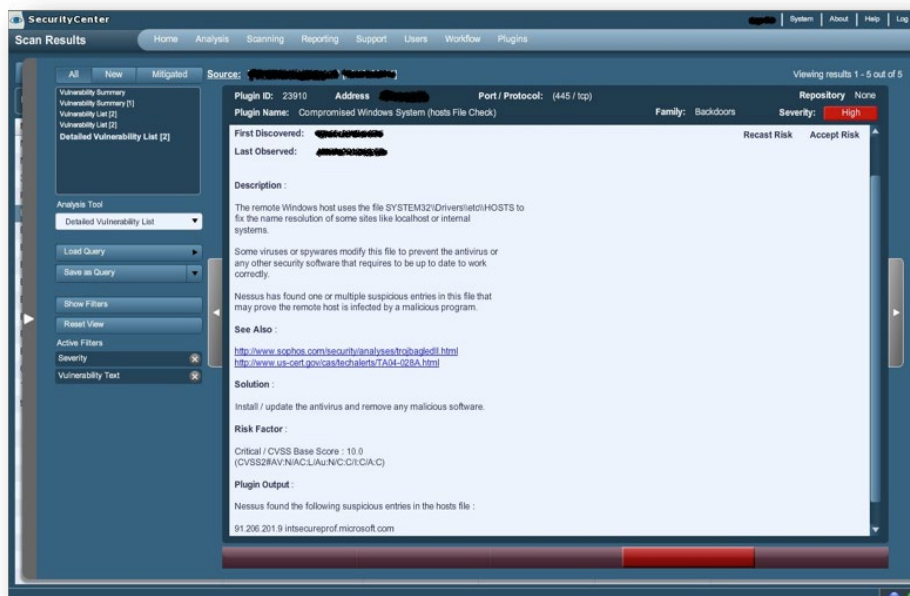 SecurityCenter
System | About | Help | Log
Scan Results
Home Analysis Scanning Reporting Support Users Workflow Plugins
All New Mitigated
Source:
Viewing results 1 - 5 out of 5
Vulnerability Summary
Vulnerability Summary [1]
Vulnerability List [2]
Vulnerability List [2]
Detailed Vulnerability List [2]
Analysis Tool
Detailed Vulnerability List
Load Query
Save as Query
Show Filters
Reset View
Active Filters
Severity
Vulnerability Text
Plugin ID: 23910 Address Port / Protocol: (445 / tcp) Repository None
Plugin Name: Compromised Windows System (hosts File Check) Family: Backdoors Severity: High
First Discovered:
Recast Risk Accept Risk
Last Observed:
Description :
The remote Windows host uses the file SYSTEM32\\Drivers\\etc\\HOSTS to
fix the name resolution of some sites like localhost or internal
systems.
Some viruses or spywares modify this file to prevent the antivirus or
any other security software that requires to be up to date to work
correctly.
Nessus has found one or multiple suspicious entries in this file that
may prove the remote host is infected by a malicious program.
See Also :
http://www.sophos.com/security/analyses/trojbagledll.html
http://www.us-cert.gov/cas/techalerts/TA04-028A.html
Solution :
Install / update the antivirus and remove any malicious software.
Risk Factor :
Critical / CVSS Base Score : 10.0
(CVSS2#AV:N/AC:L/Au:N/C:C/I:C/A:C)
Plugin Output :
Nessus found the following suspicious entries in the hosts file :
91.206.201.9 intsecureprof.microsoft.com